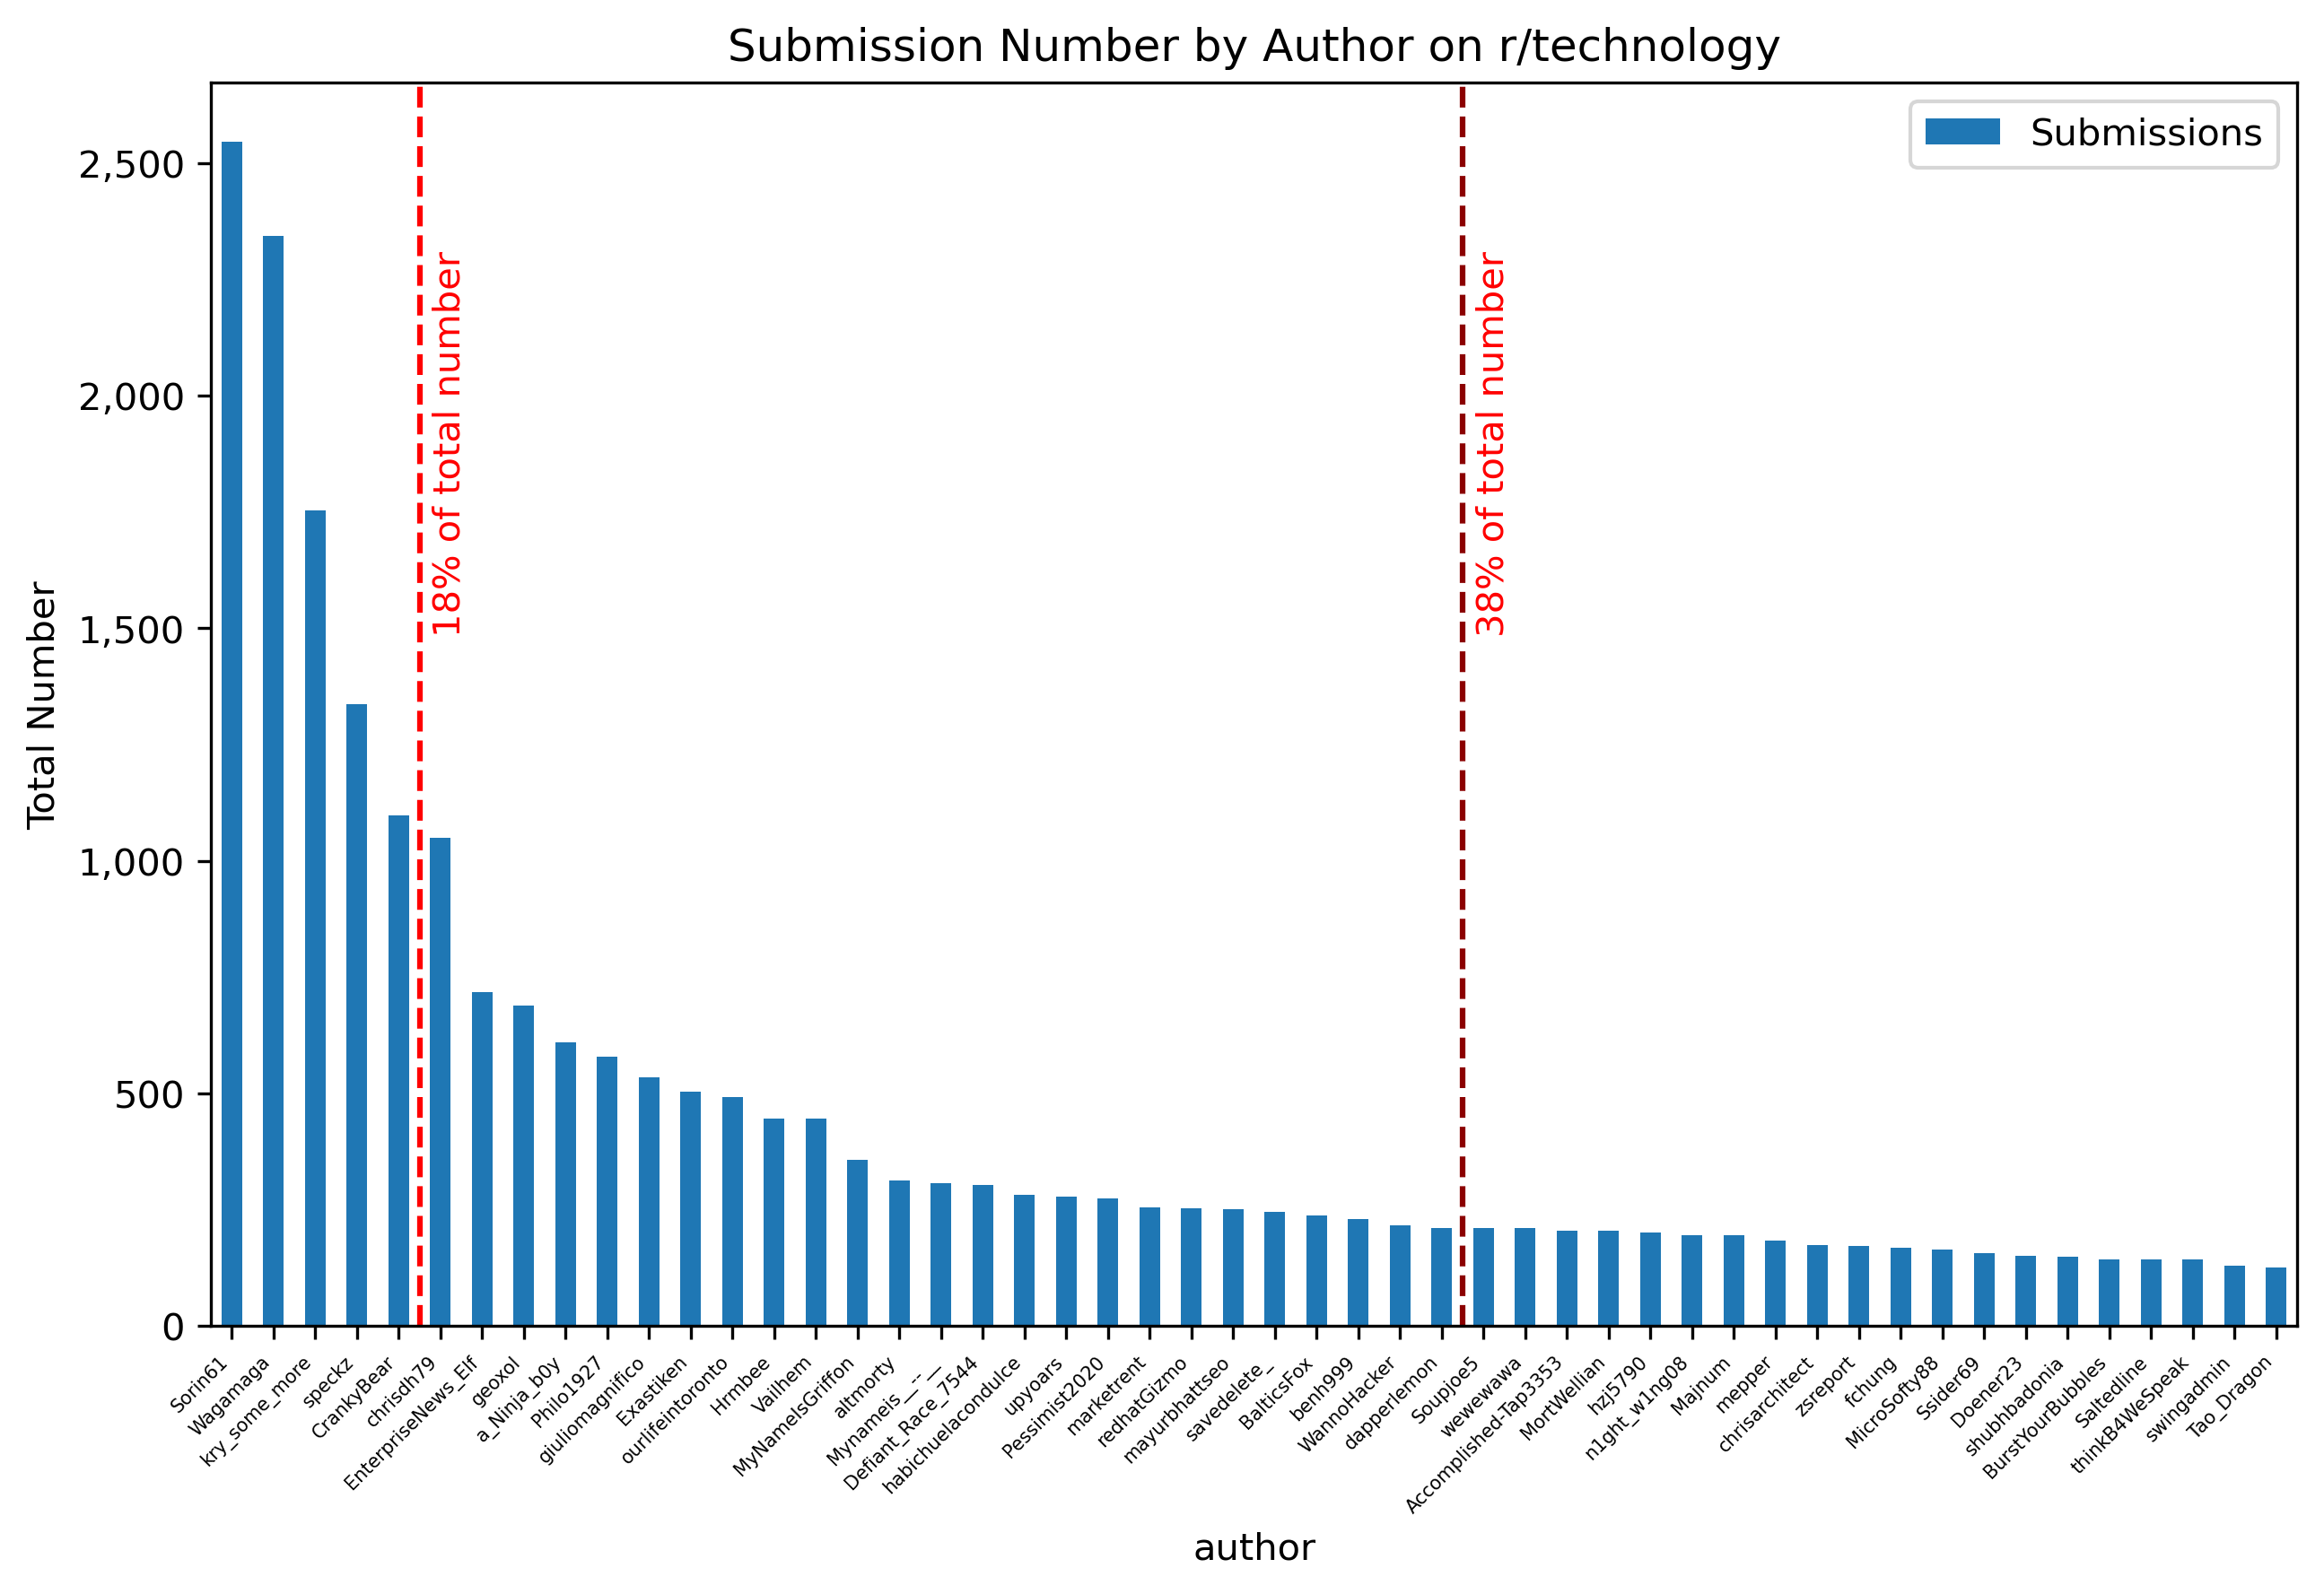 Submission Number by Author on r/technology
Submissions
2,500
2,000
1,500
1,000
500
0
Total Number
18% of total number
38% of total number
Sorin61
Wagamaga
kry_some_more
speckz
CrankyBear
chrisdh79
EnterpriseNews_Elf
geoxol
a_Ninja_b0y
Philo1927
giuliomagnifico
Exastiken
ourlifeintoronto
Hrmbee
Vailhem
MyNameIsGriffon
altmorty
Mynameis__--__
Defiant_Race_7544
habichuelacondulce
upyoars
Pessimist2020
marketrent
redhatGizmo
mayurbhattseo
savedelete_
BalticsFox
benh999
WannoHacker
dapperlemon
SoupJoe5
wewewawa
Accomplished-Tap3353
MortWellian
hzj5790
n1ght_w1ng08
Majnum
mepper
chrisarchitect
zsreport
fchung
MicroSofty88
Ssider69
Doener23
shubhbadonia
BurstYourBubbles
Saltedline
thinkB4WeSpeak
swingadmin
Tao_Dragon
author